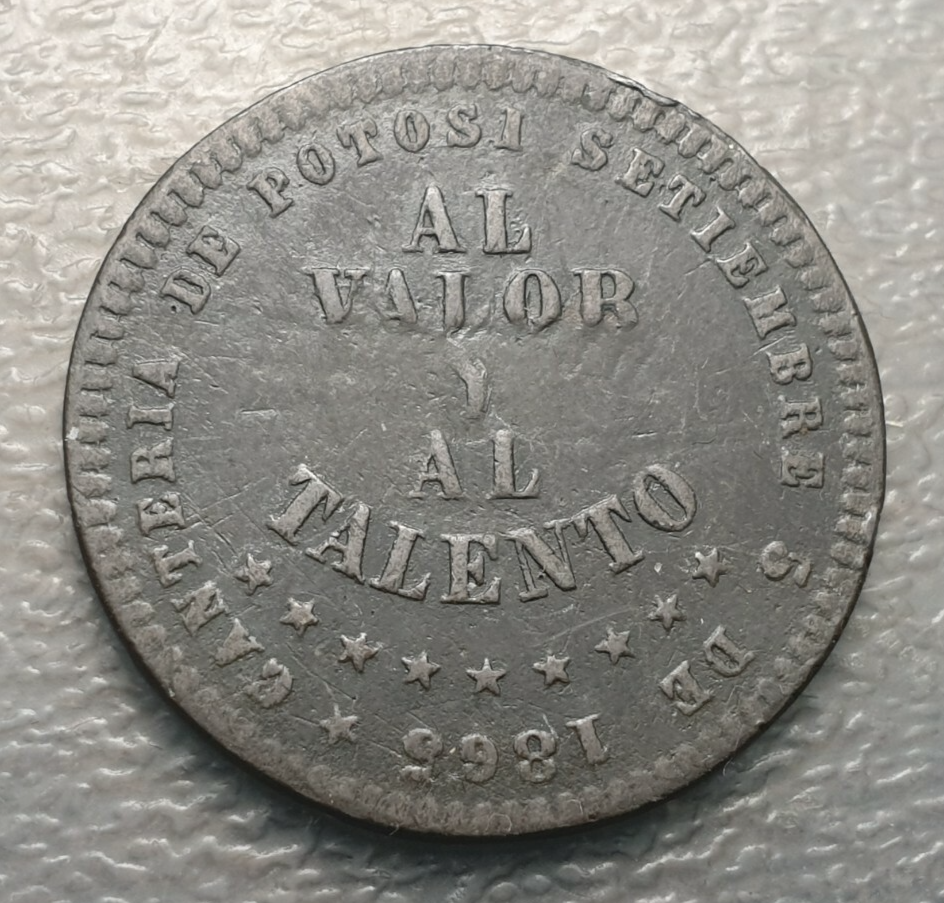 CANTERIA DE POTOSI SETIEMBRE 5 DE 1865
AL
VALOR
Y
AL
TALENTO